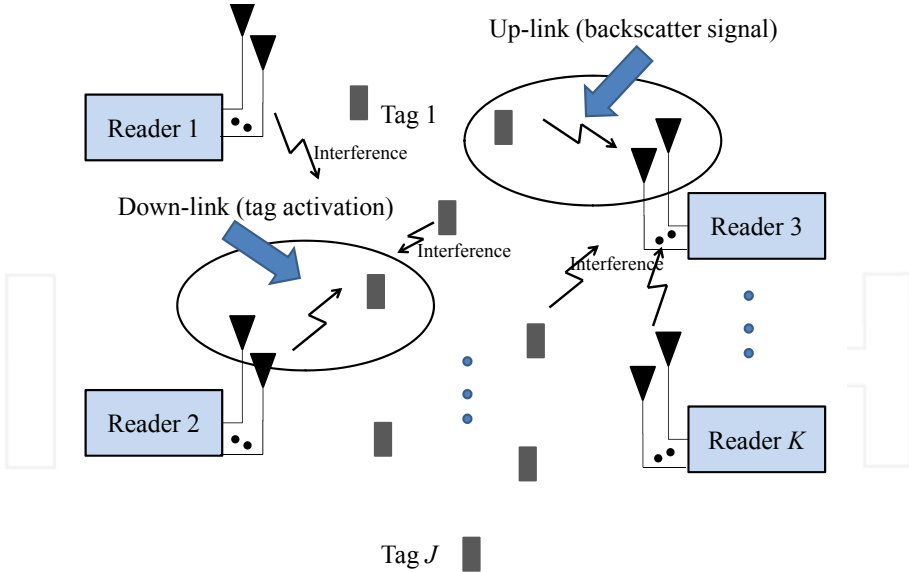 Up-link (backscatter signal)
Reader 1
Tag 1
Interference
Down-link (tag activation)
Reader 3
Interference
Interference
Reader 2
Reader K
Tag J